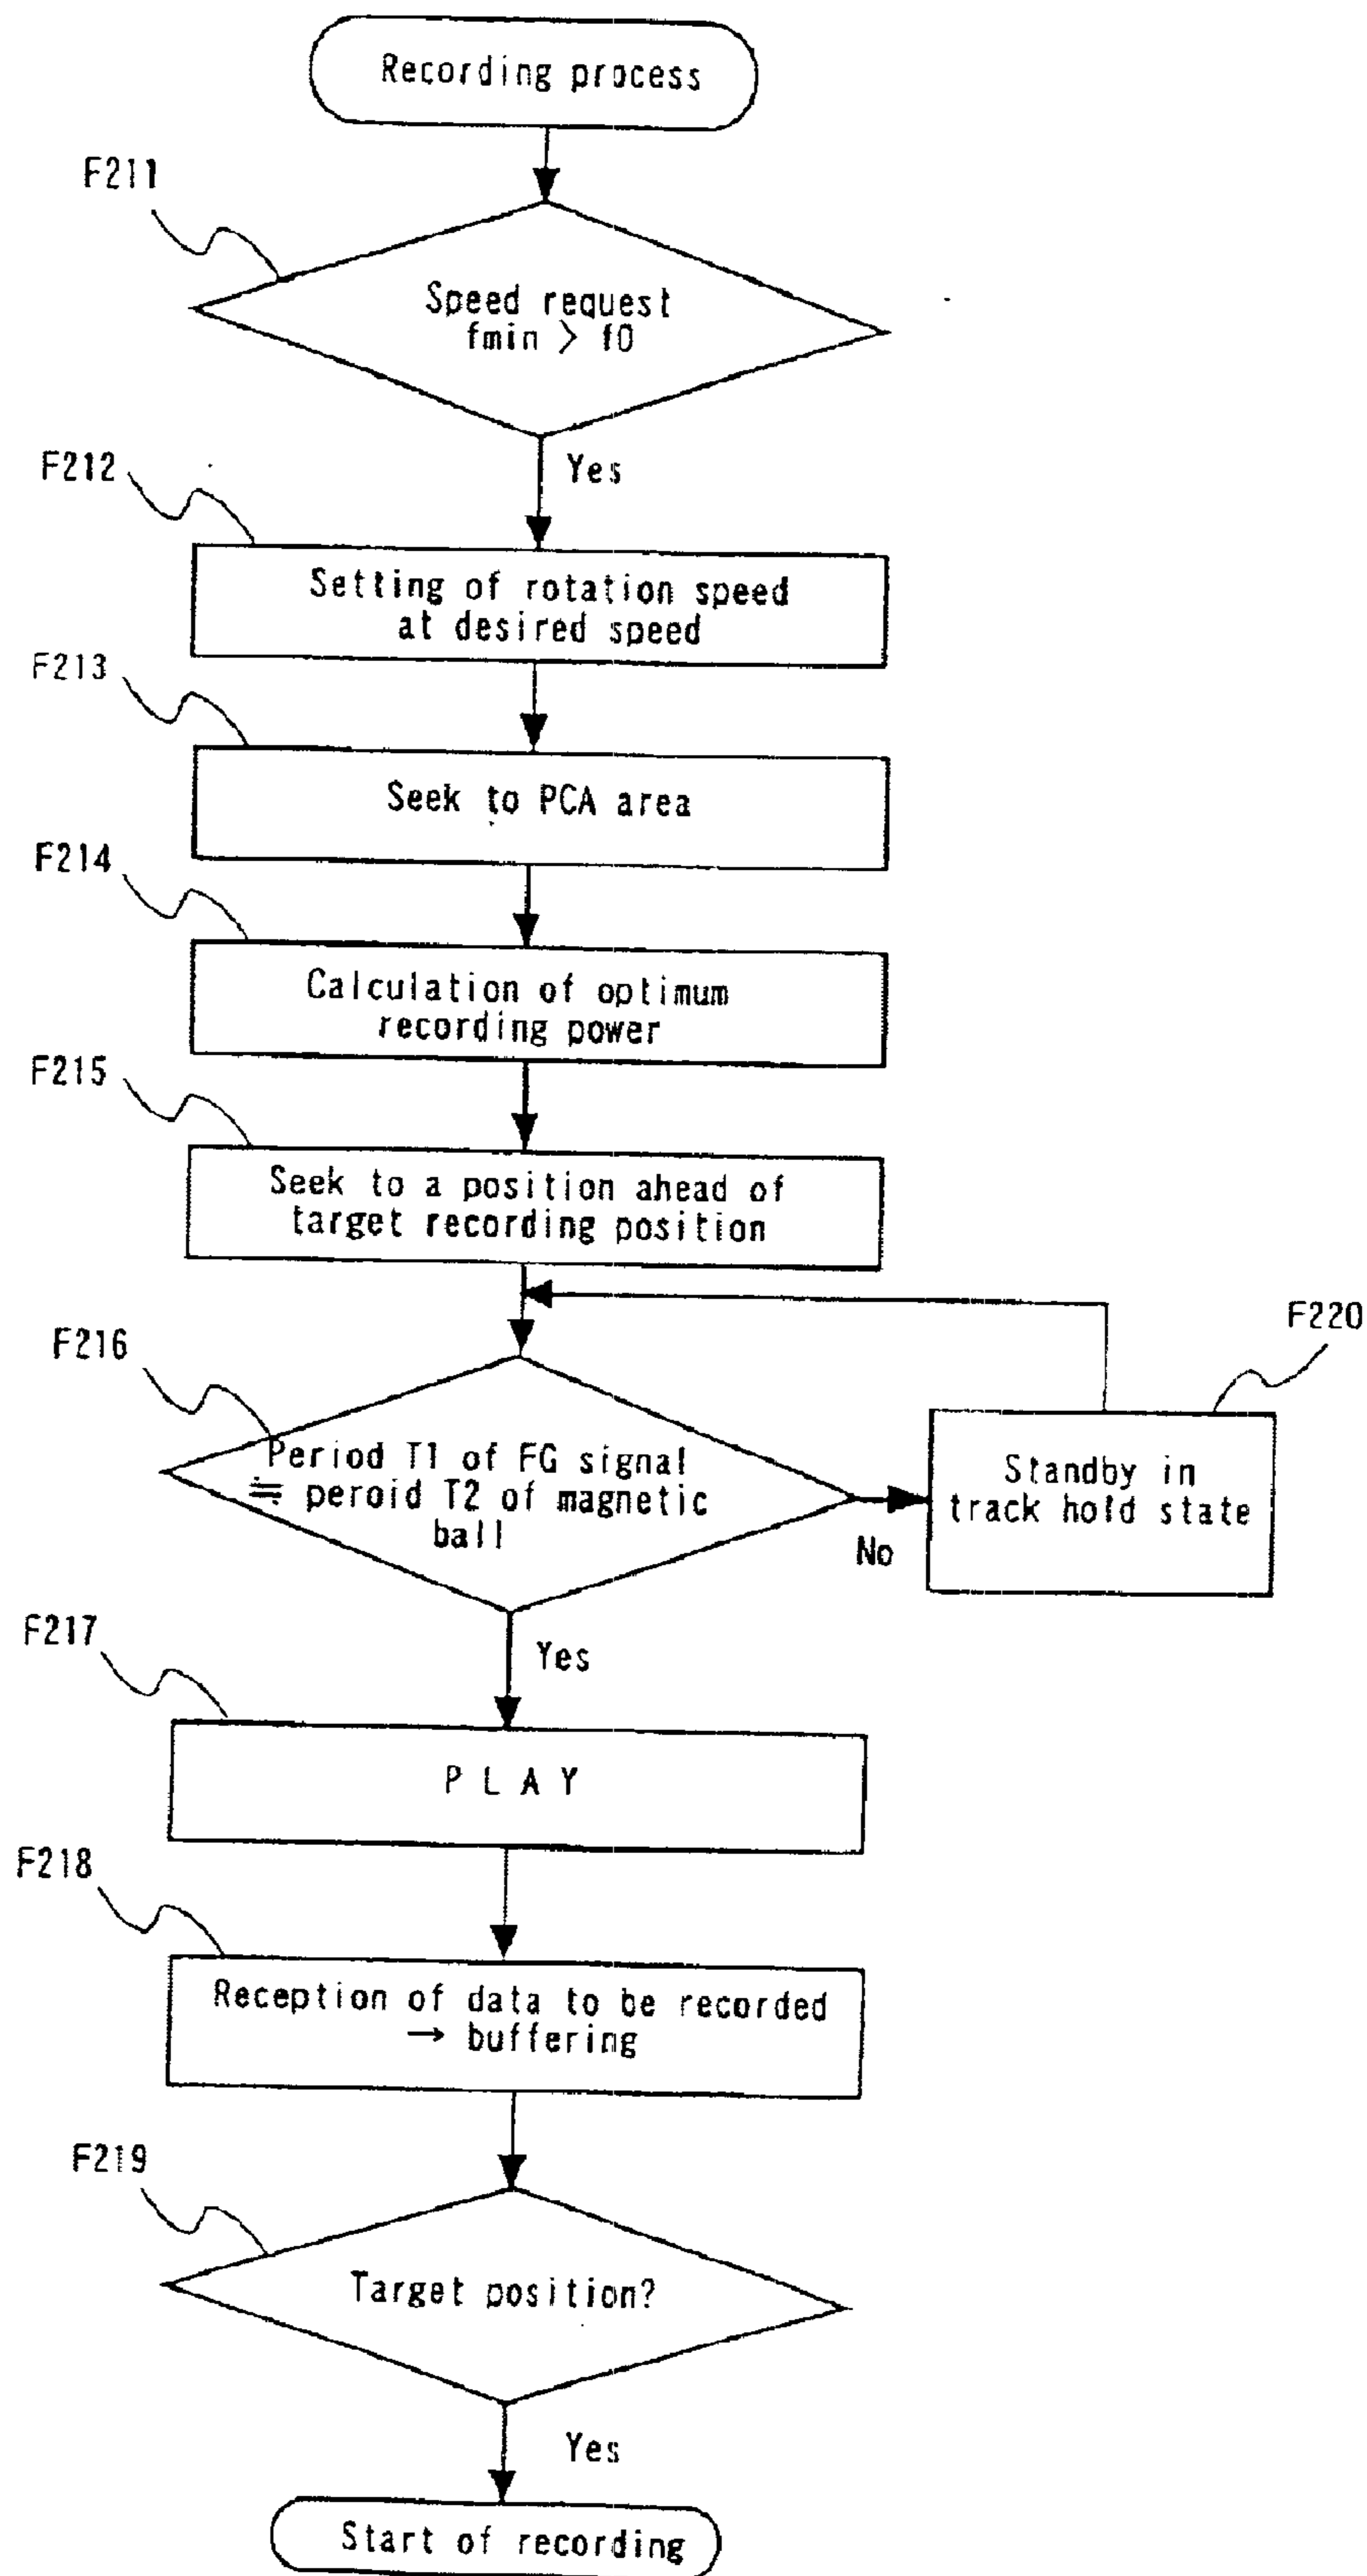 Recording process
F211
Speed request
fmin > f0
Yes
F212
Setting of rotation speed
at desired speed
F213
Seek to PCA area
F214
Calculation of optimum
recording power
F215
Seek to a position ahead of
target recording position
F216
Period T1 of FG signal
≒ peroid T2 of magnetic
ball
No
F220
Standby in
track hold state
Yes
F217
PLAY
F218
Reception of data to be recorded
→ buffering
F219
Target position?
Yes
Start of recording